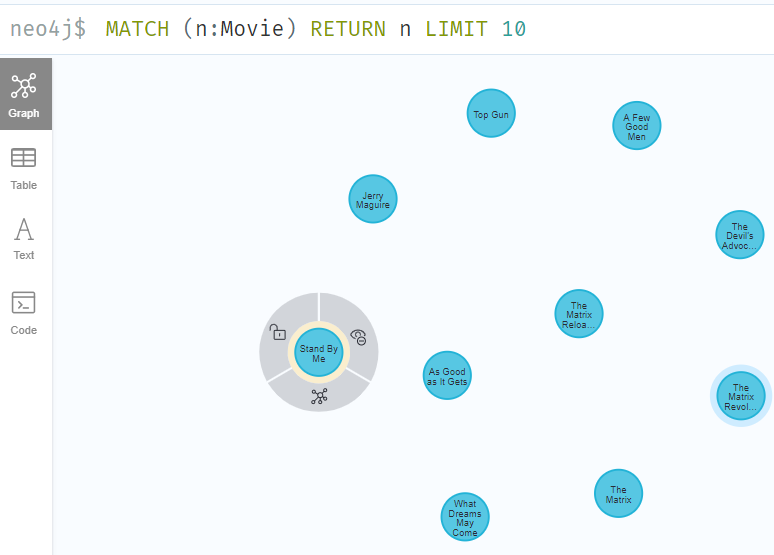 neo4j$ MATCH (n:Movie) RETURN n LIMIT 10
Graph
Table
Text
Code
Top Gun
A Few
Good
Men
Jerry
Maguire
The
Devil's
Advoc...
The
Matrix
Reloa...
Stand By
Me
As Good
as It Gets
The
Matrix
Revol...
The
Matrix
What
Dreams
May
Come